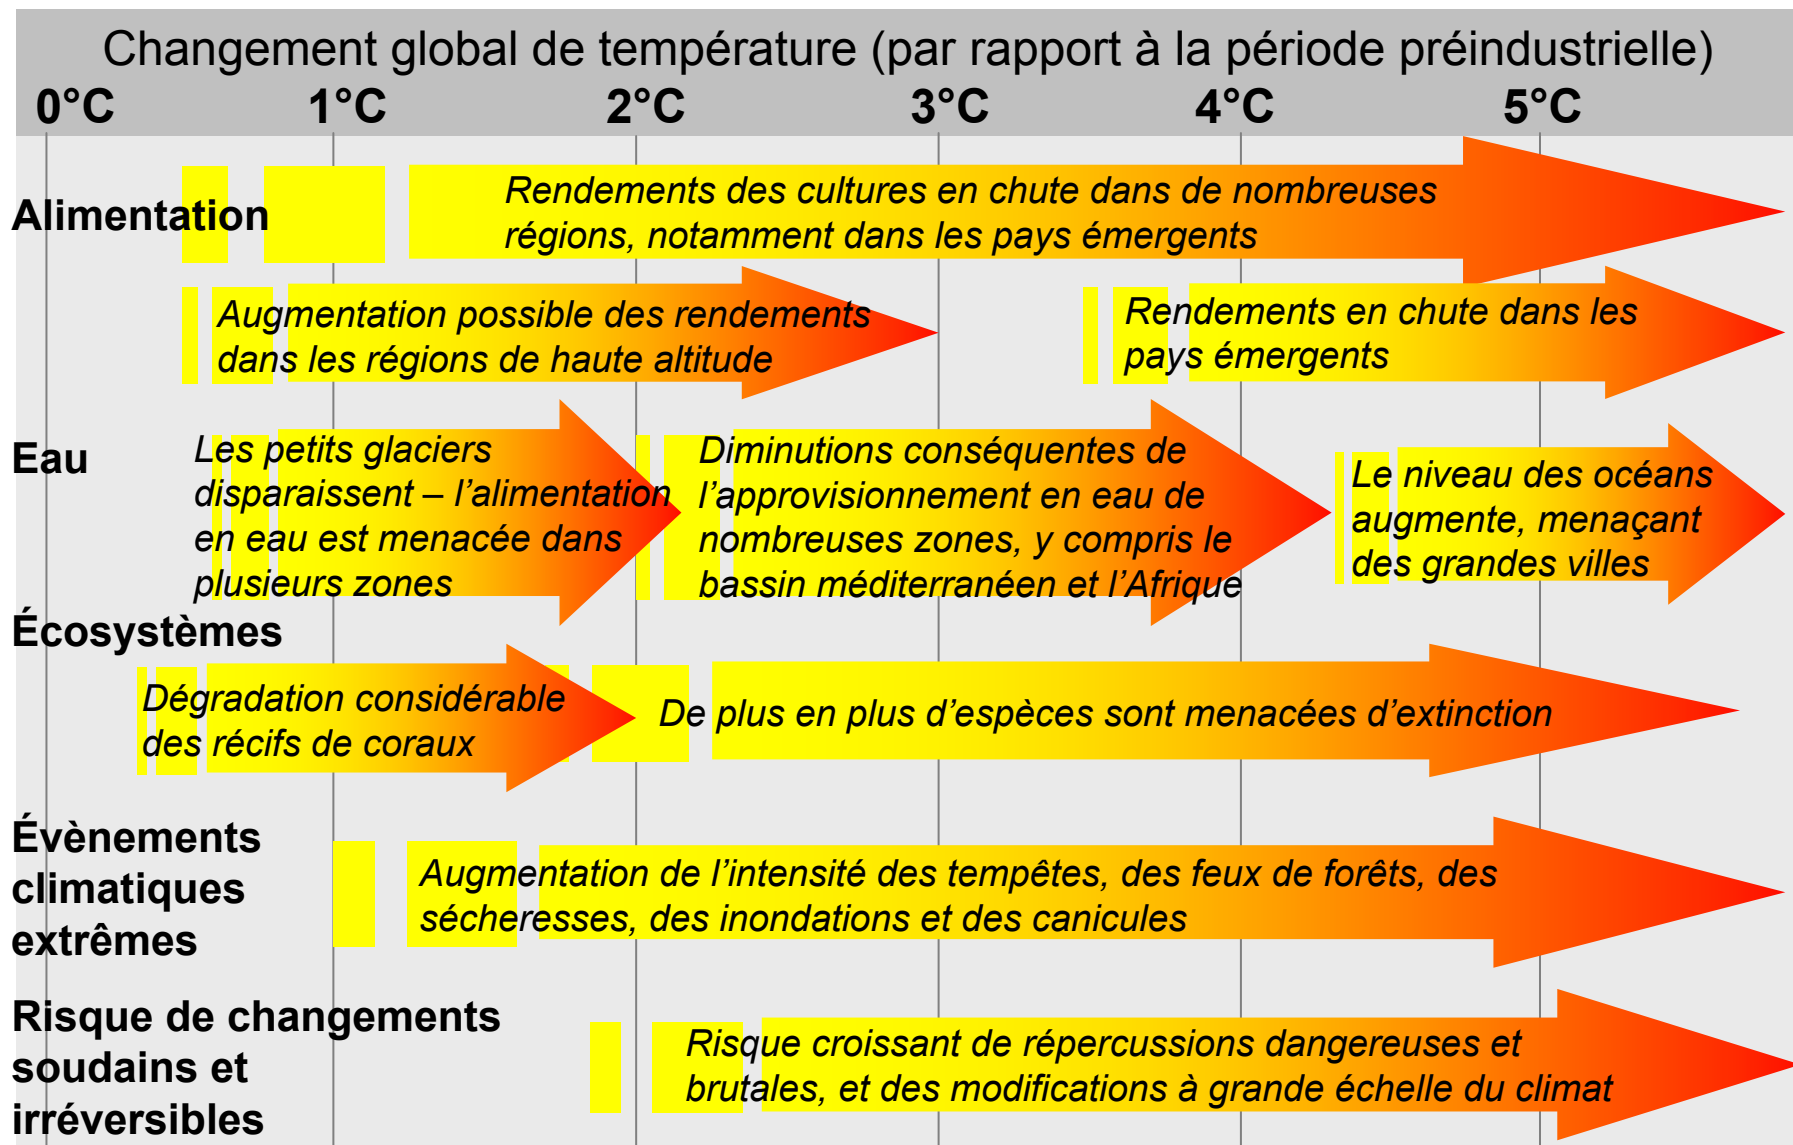 Changement global de température (par rapport à la période préindustrielle)
0°C 1°C 2°C 3°C 4°C 5°C
Alimentation
Rendements des cultures en chute dans de nombreuses
régions, notamment dans les pays émergents
Augmentation possible des rendements
dans les régions de haute altitude
Rendements en chute dans les
pays émergents
Eau
Les petits glaciers
disparaissent – l’alimentation
en eau est menacée dans
plusieurs zones
Diminutions conséquentes de
l’approvisionnement en eau de
nombreuses zones, y compris le
bassin méditerranéen et l’Afrique
Le niveau des océans
augmente, menaçant
des grandes villes
Écosystèmes
Dégradation considérable
des récifs de coraux
De plus en plus d’espèces sont menacées d’extinction
Évènements
climatiques
extrêmes
Augmentation de l’intensité des tempêtes, des feux de forêts, des
sécheresses, des inondations et des canicules
Risque de changements
soudains et
irréversibles
Risque croissant de répercussions dangereuses et
brutales, et des modifications à grande échelle du climat